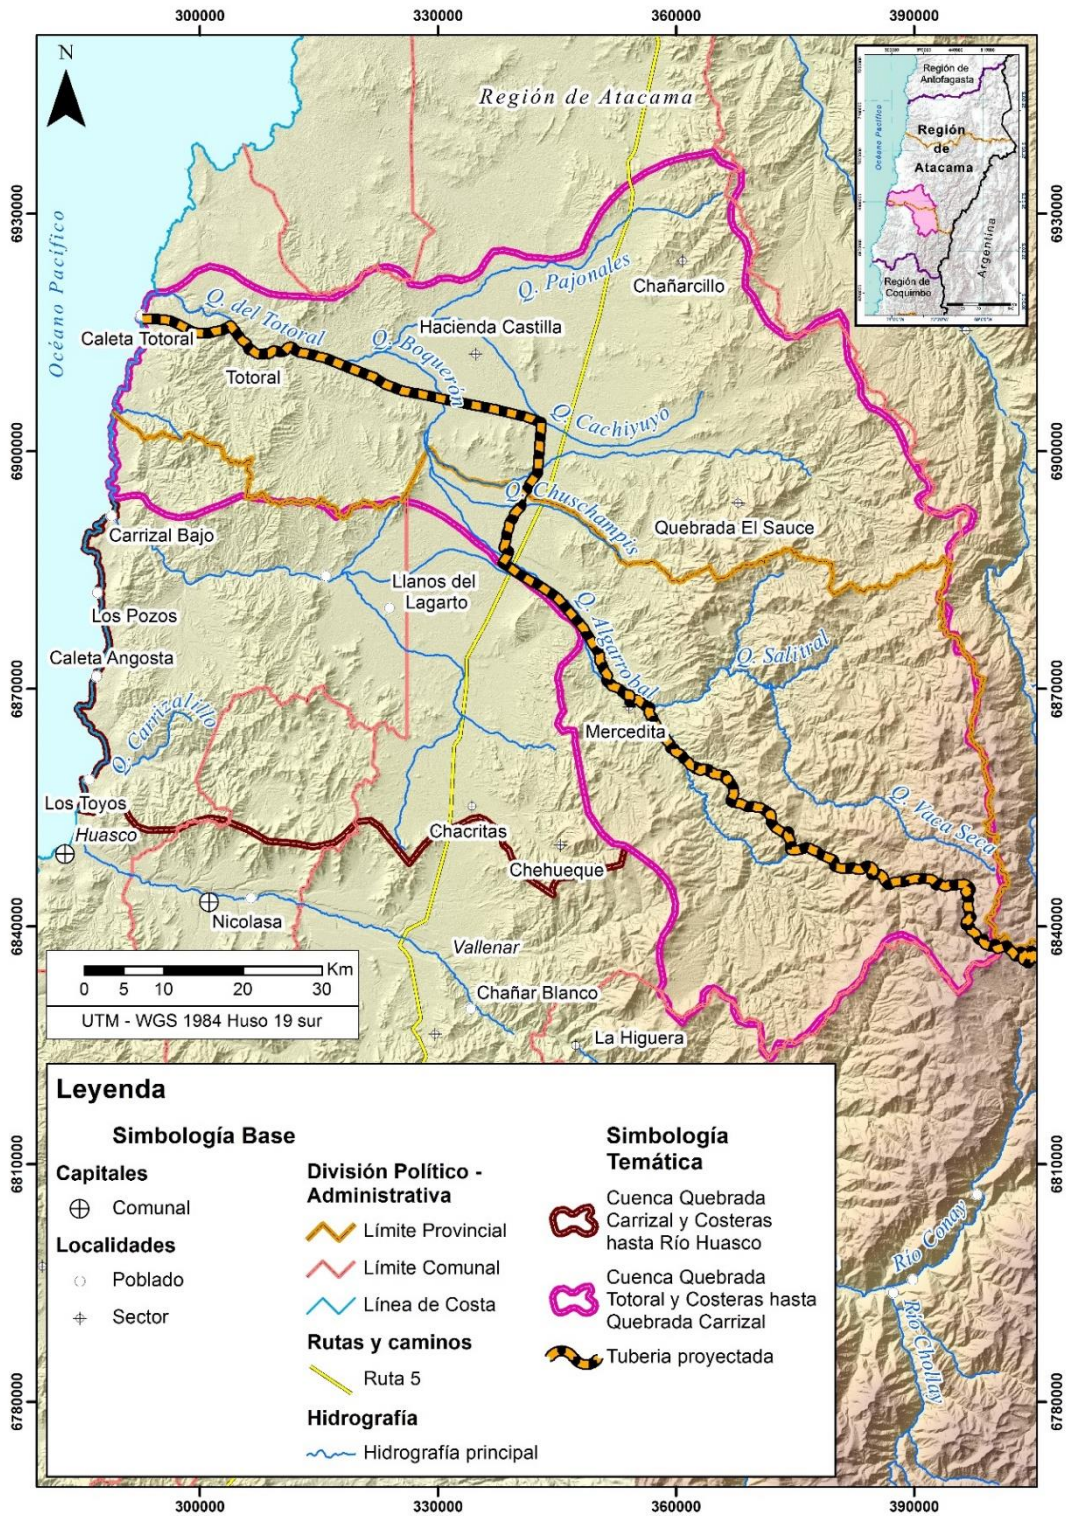 300000
330000
360000
390000
N
Región de Atacama
Océano Pacífico
Región de
Antofagasta
Región
de
Atacama
Océano Pacífico
Argentina
Región de
Coquimbo
6930000
6930000
Q. Pajonales
Chañarcillo
Q. del Totoral
Hacienda Castilla
Caleta Totoral
Q. Boquerón
Totoral
Q. Cachiyuyo
6900000
6900000
Q. Chuschampis
Quebrada El Sauce
Carrizal Bajo
Llanos del
Lagarto
Los Pozos
Q. Algarrobal
Caleta Angosta
Q. Salitral
6870000
6870000
Q. Carrizalillo
Mercedita
Los Toyos
Q. Vaca Seca
Huasco
Chacritas
Chehueque
Nicolasa
6840000
6840000
Vallenar
Km
0 5 10 20 30
UTM - WGS 1984 Huso 19 sur
Chañar Blanco
La Higuera
Leyenda
Simbología Base
Capitales
Comunal
Localidades
Poblado
Sector
División Político -
Administrativa
Límite Provincial
Límite Comunal
Línea de Costa
Rutas y caminos
Ruta 5
Hidrografía
Hidrografía principal
Simbología
Temática
Cuenca Quebrada
Carrizal y Costeras
hasta Río Huasco
Cuenca Quebrada
Totoral y Costeras hasta
Quebrada Carrizal
Tuberia proyectada
6810000
6810000
Río Conay
Río Chollay
6780000
6780000
300000
330000
360000
390000